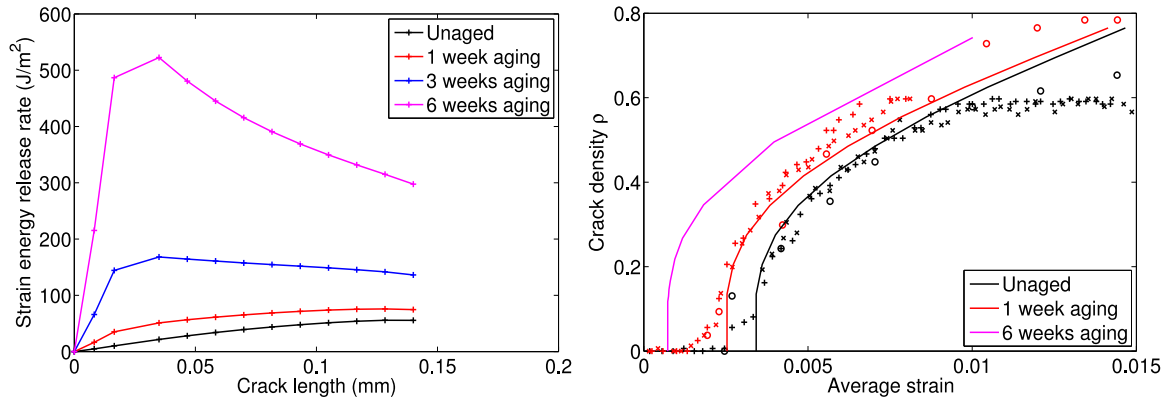 600
500
400
300
200
100
0
0
0.05
0.1
0.15
0.2
Strain energy release rate (J/m²)
Crack length (mm)
Unaged
1 week aging
3 weeks aging
6 weeks aging
0.8
0.6
0.4
0.2
0
0
0.005
0.01
0.015
Crack density ρ
Average strain
Unaged
1 week aging
6 weeks aging